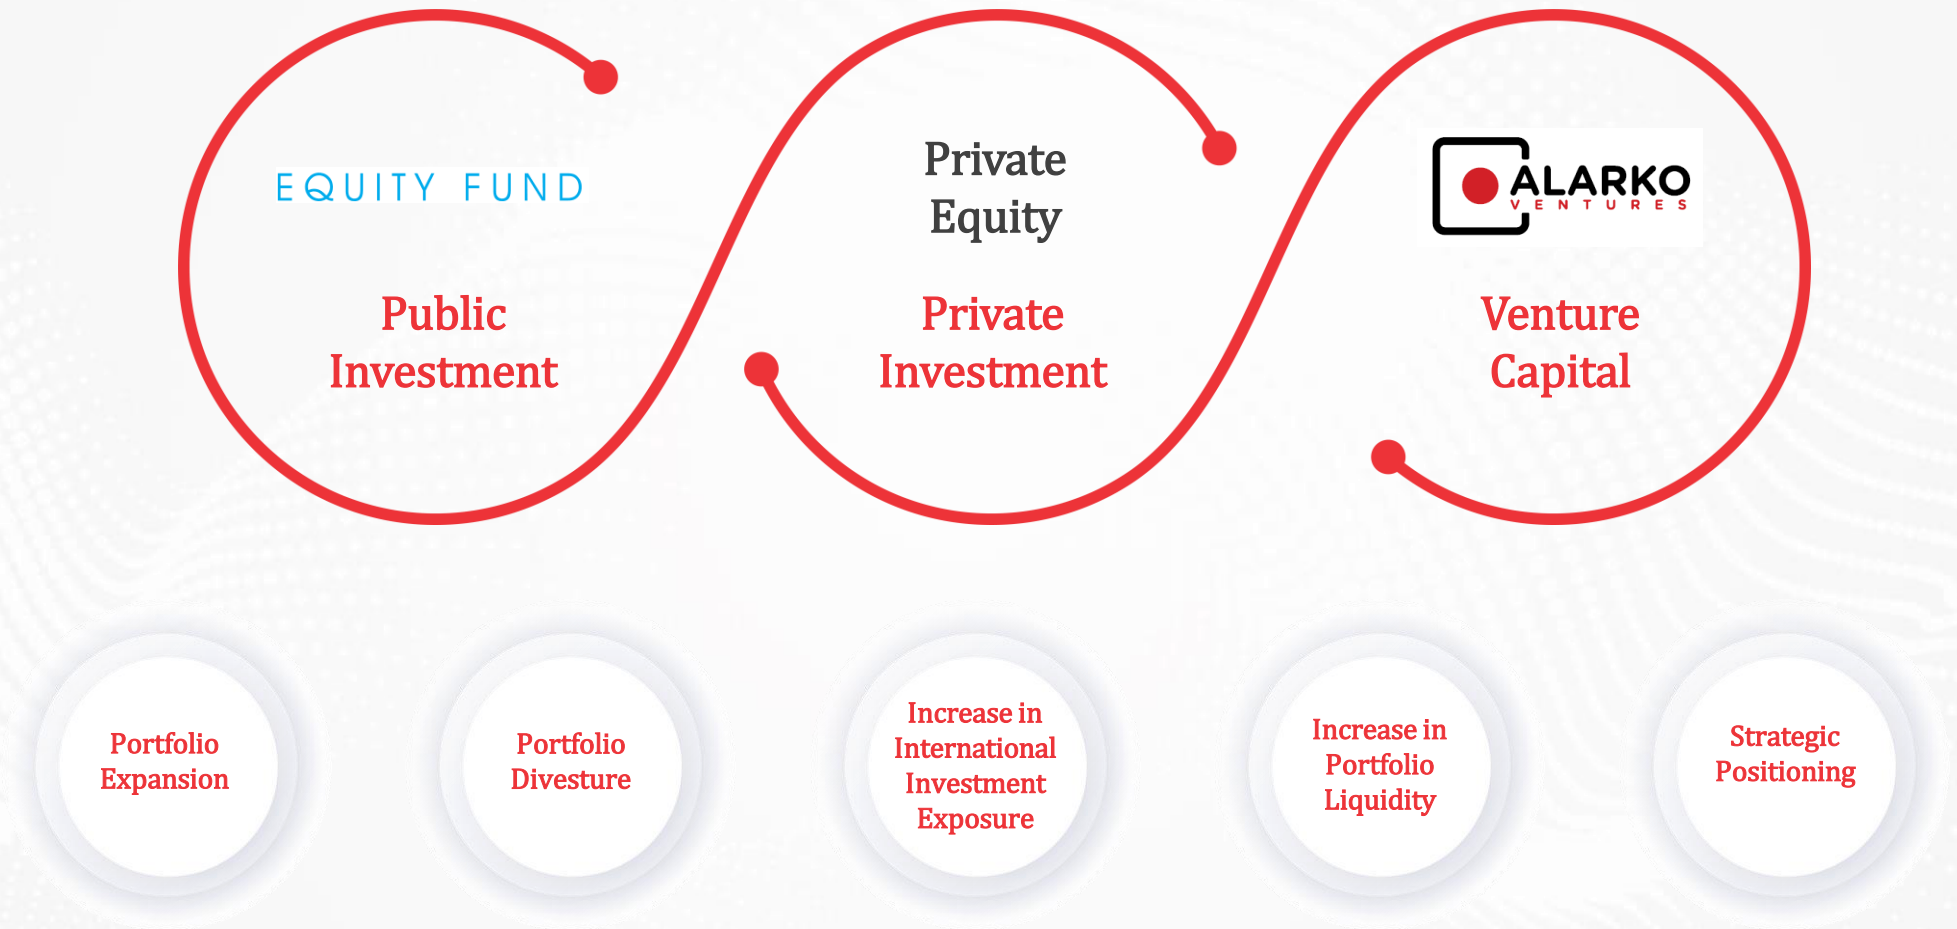 EQUITY FUND
Public
Investment
Private
Equity
Private
Investment
ALARKO
VENTURES
Venture
Capital
Portfolio
Expansion
Portfolio
Divesture
Increase in
International
Investment
Exposure
Increase in
Portfolio
Liquidity
Strategic
Positioning